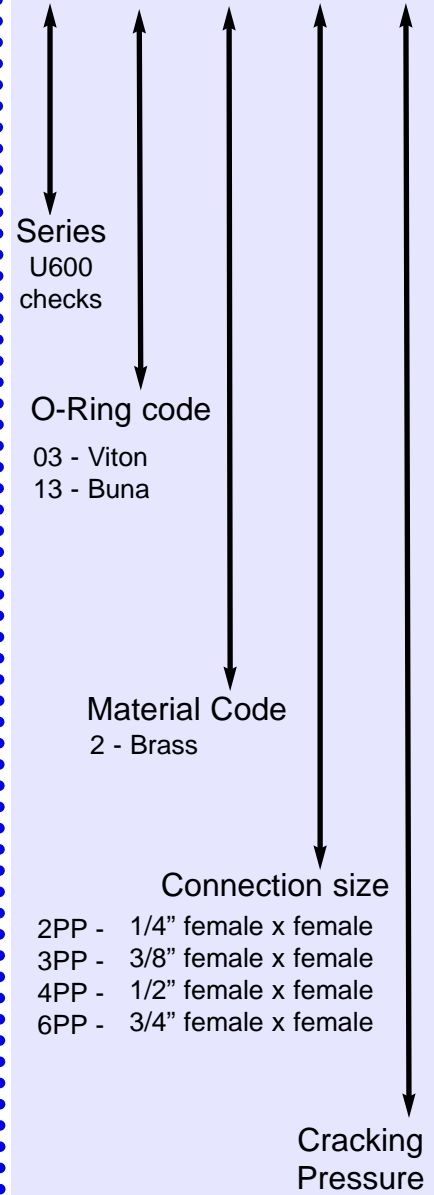 Series
U600
checks
O-Ring code
03 - Viton
13 - Buna
Material Code
2 - Brass
Connection size
2PP - 1/4” female x female
3PP - 3/8” female x female
4PP - 1/2” female x female
6PP - 3/4” female x female
Cracking
Pressure